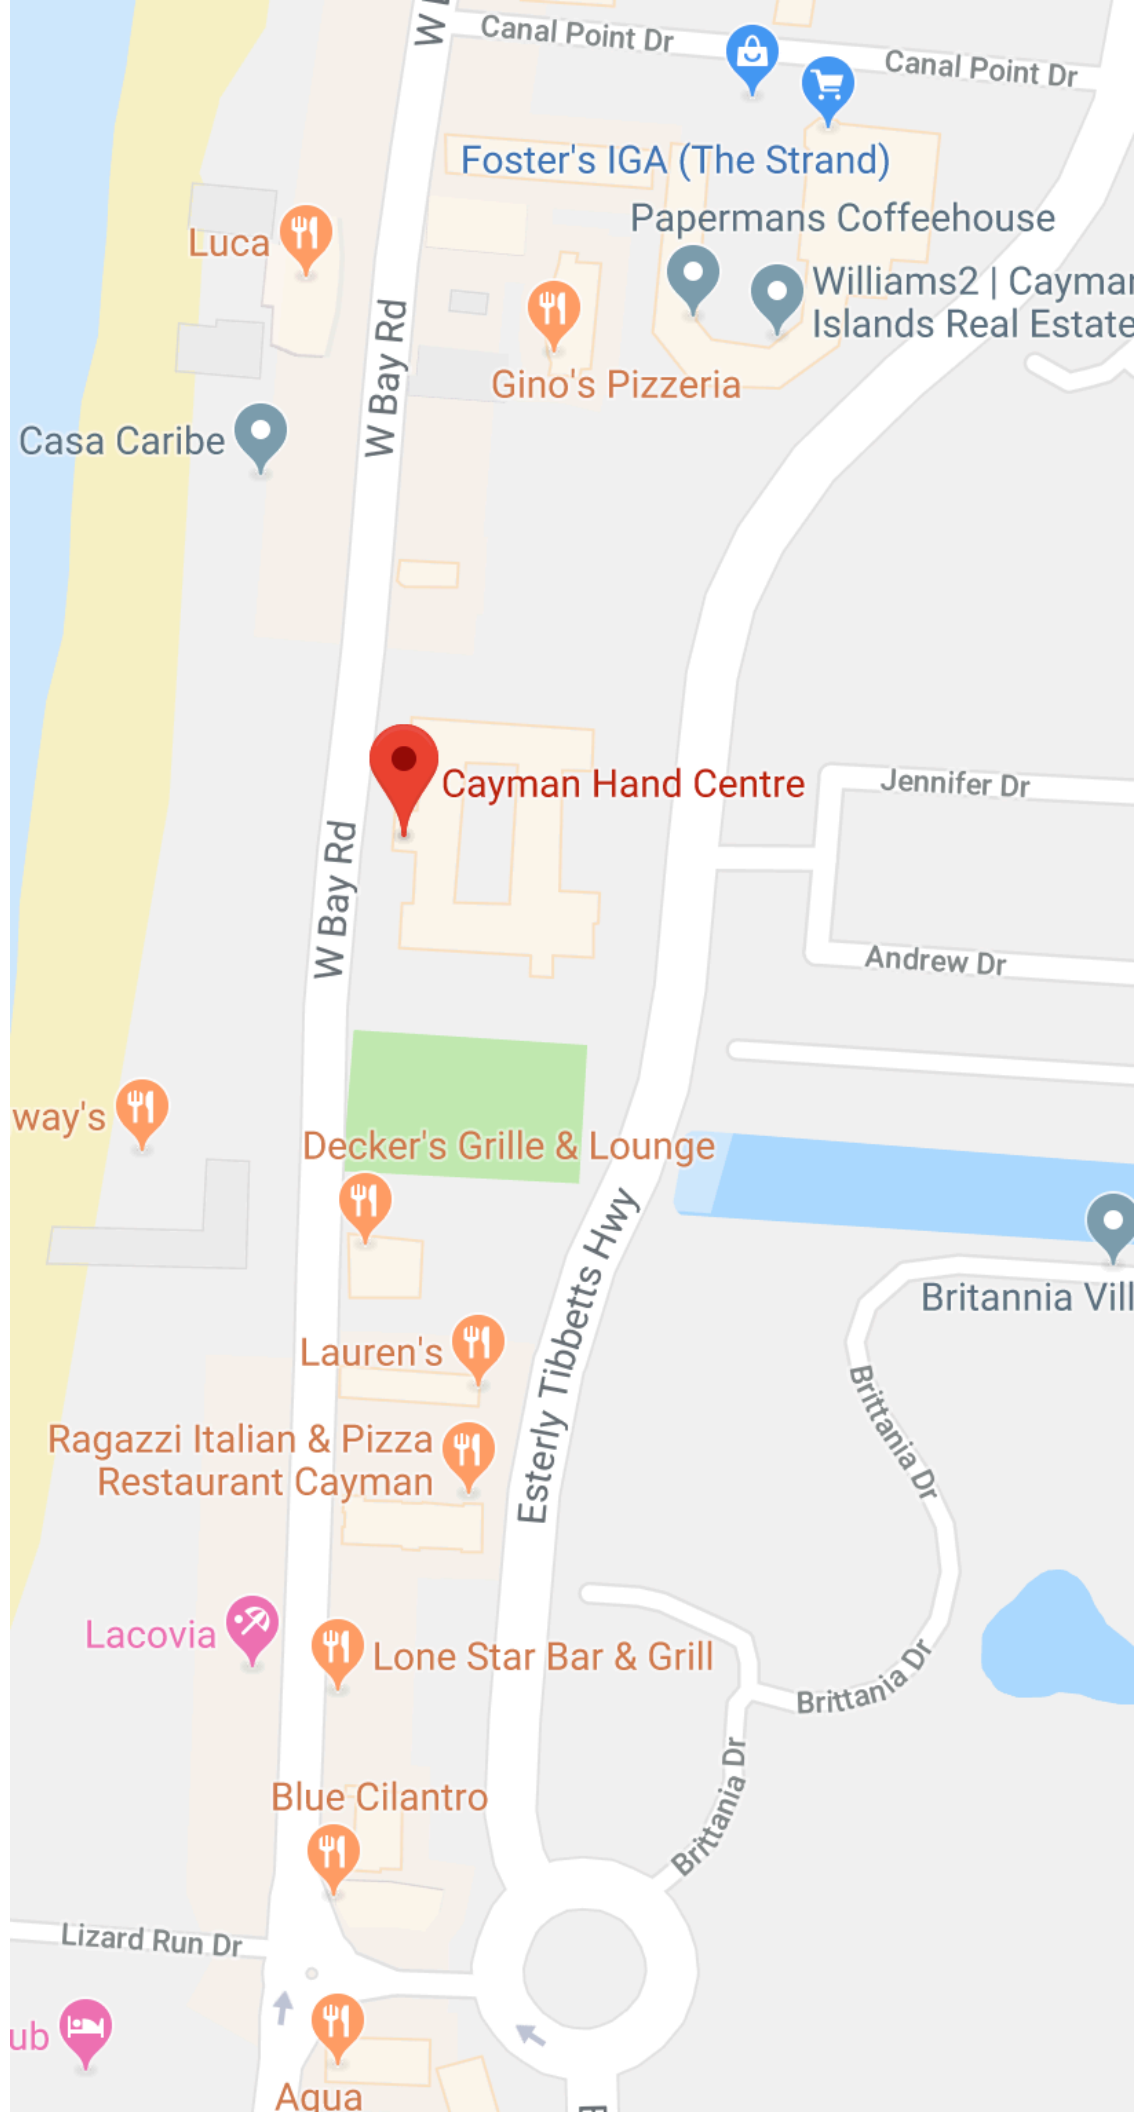 W
Canal Point Dr
Canal Point Dr
Foster's IGA (The Strand)
Papermans Coffeehouse
Luca
Williams2 | Cayman
Islands Real Estate
W Bay Rd
Gino's Pizzeria
Casa Caribe
Cayman Hand Centre
Jennifer Dr
W Bay Rd
Andrew Dr
way's
Decker's Grille & Lounge
Esterly Tibbetts Hwy
Britannia Vill
Lauren's
Brittania Dr
Ragazzi Italian & Pizza
Restaurant Cayman
Lacovia
Lone Star Bar & Grill
Brittania Dr
Brittania Dr
Blue Cilantro
Lizard Run Dr
ub
Aqua